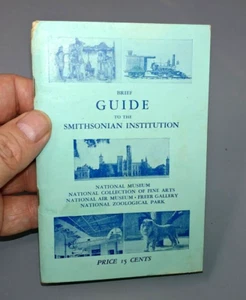 BRIEF
GUIDE
TO THE
SMITHSONIAN INSTITUTION
NATIONAL MUSEUM
NATIONAL COLLECTION OF FINE ARTS
NATIONAL AIR MUSEUM · FREER GALLERY
NATIONAL ZOOLOGICAL PARK
PRICE 15 CENTS